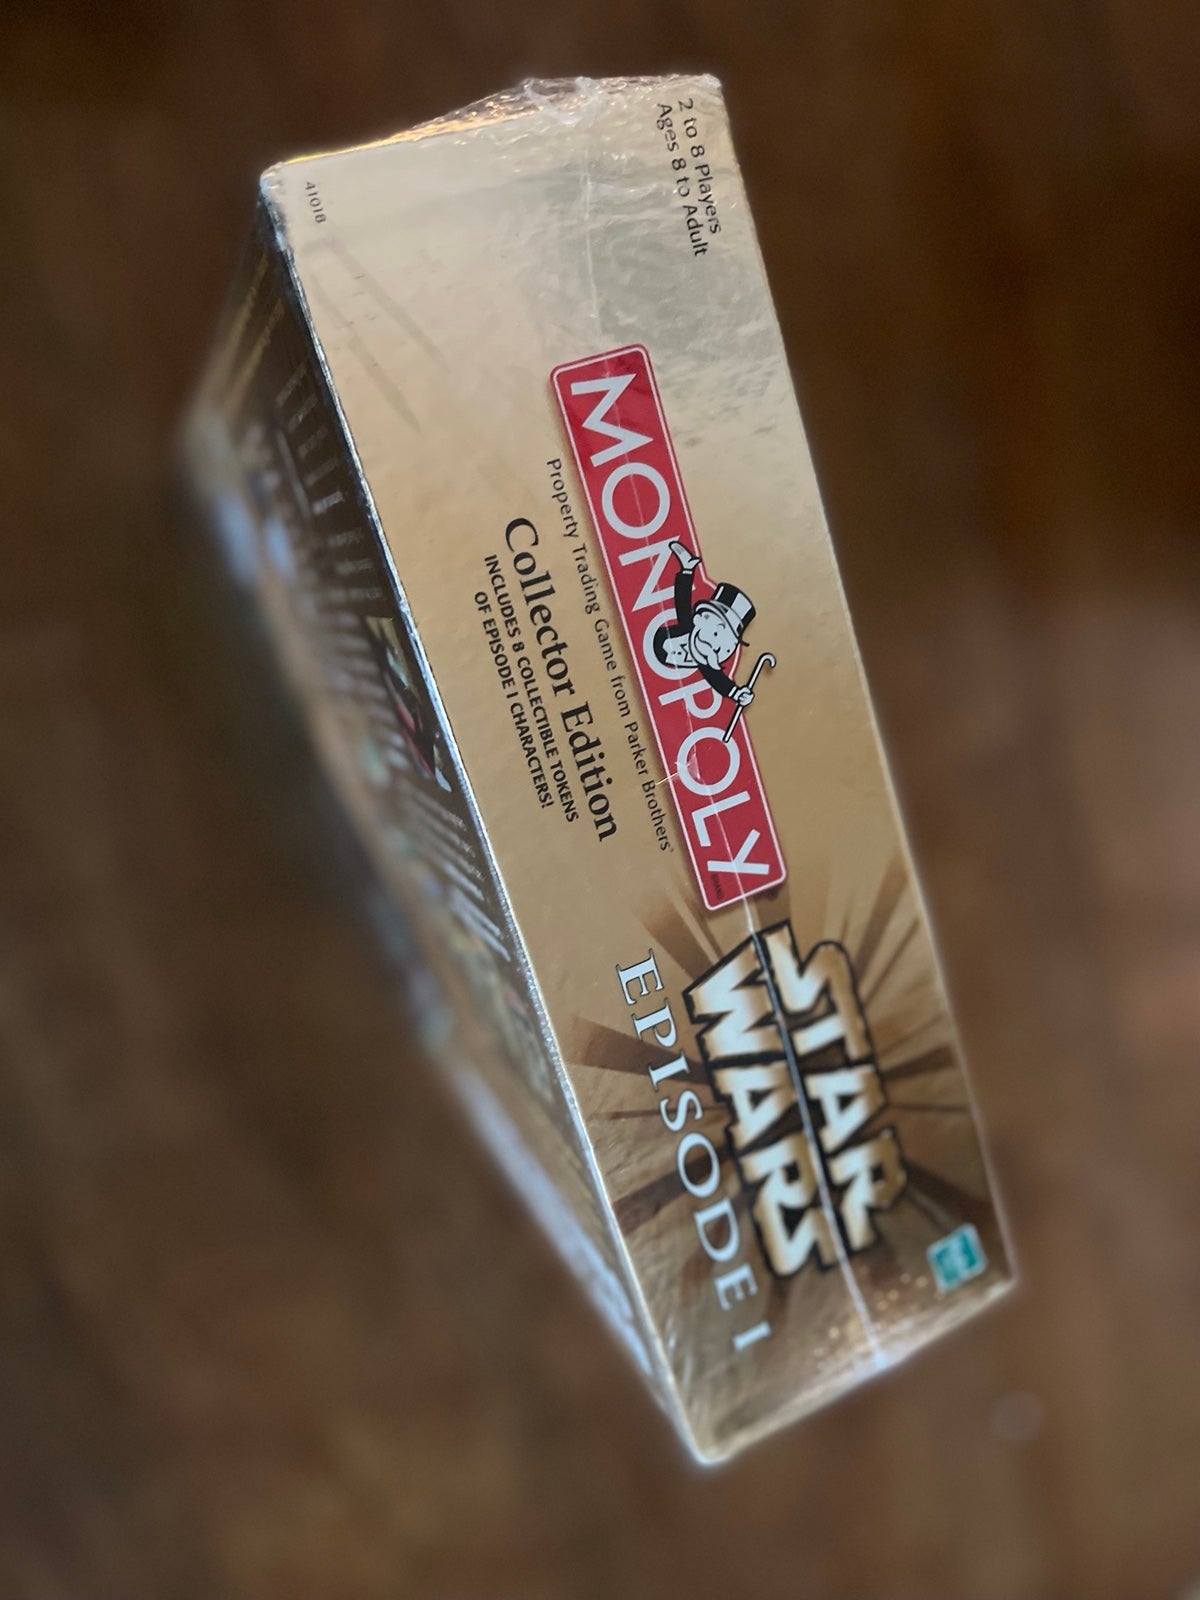 2 to 8 Players
Ages 8 to Adult
MONOPOLY
BRAND
Property Trading Game from Parker Brothers®
Collector Edition
INCLUDES 8 COLLECTIBLE TOKENS
OF EPISODE I CHARACTERS!
STAR
WARS
EPISODE I
41018